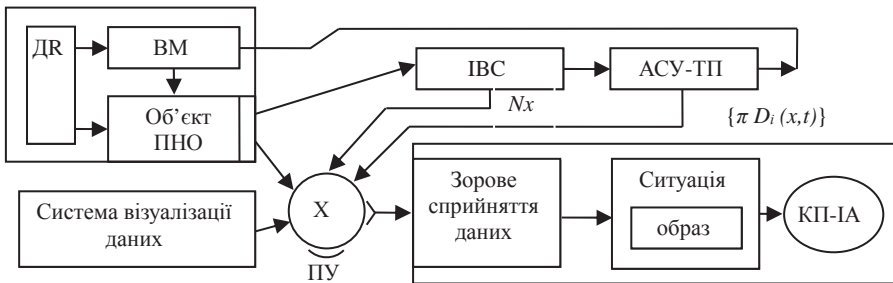 ДR
ВМ
ІВС
АСУ-ТП
Об’єкт
ПНО
Nx
{π Dᵢ (x,t)}
Система візуалізації
даних
Х
ПУ
Зорове
сприйняття
даних
Ситуація
образ
КП-ІА